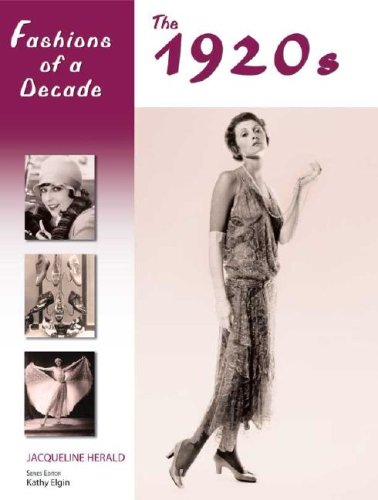 Fashions
of a
Decade
The
1920s
JACQUELINE HERALD
Series Editor
Kathy Elgin